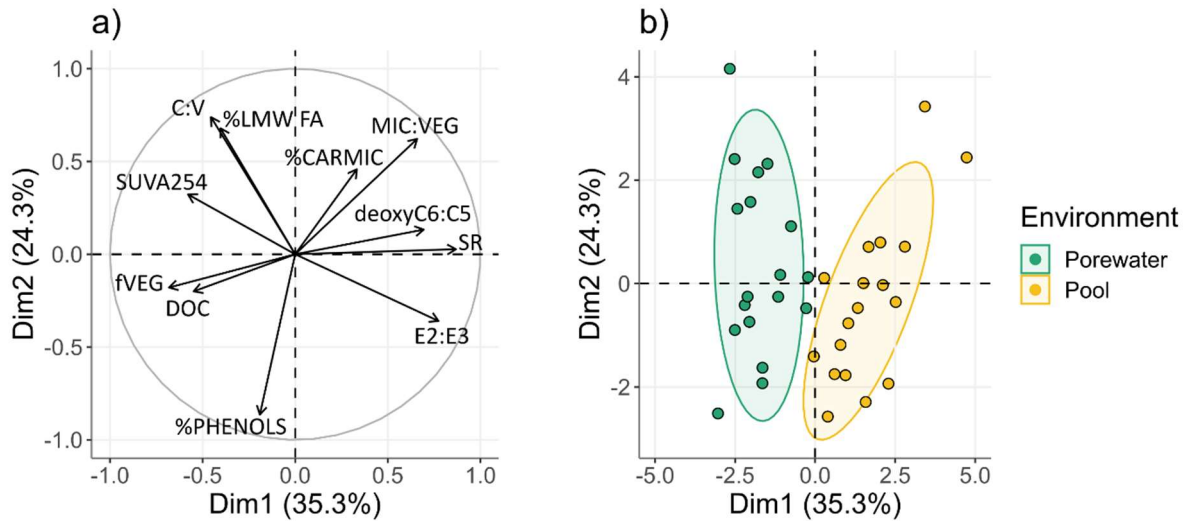 a)
1.0
0.5
0.0
-0.5
-1.0
Dim2 (24.3%)
C:V
%LMW FA
MIC:VEG
%CARMIC
SUVA254
deoxyC6:C5
SR
fVEG
DOC
E2:E3
%PHENOLS
-1.0 -0.5 0.0 0.5 1.0
Dim1 (35.3%)
b)
4
2
0
-2
Dim2 (24.3%)
-5.0 -2.5 0.0 2.5 5.0
Dim1 (35.3%)
Environment
Porewater
Pool